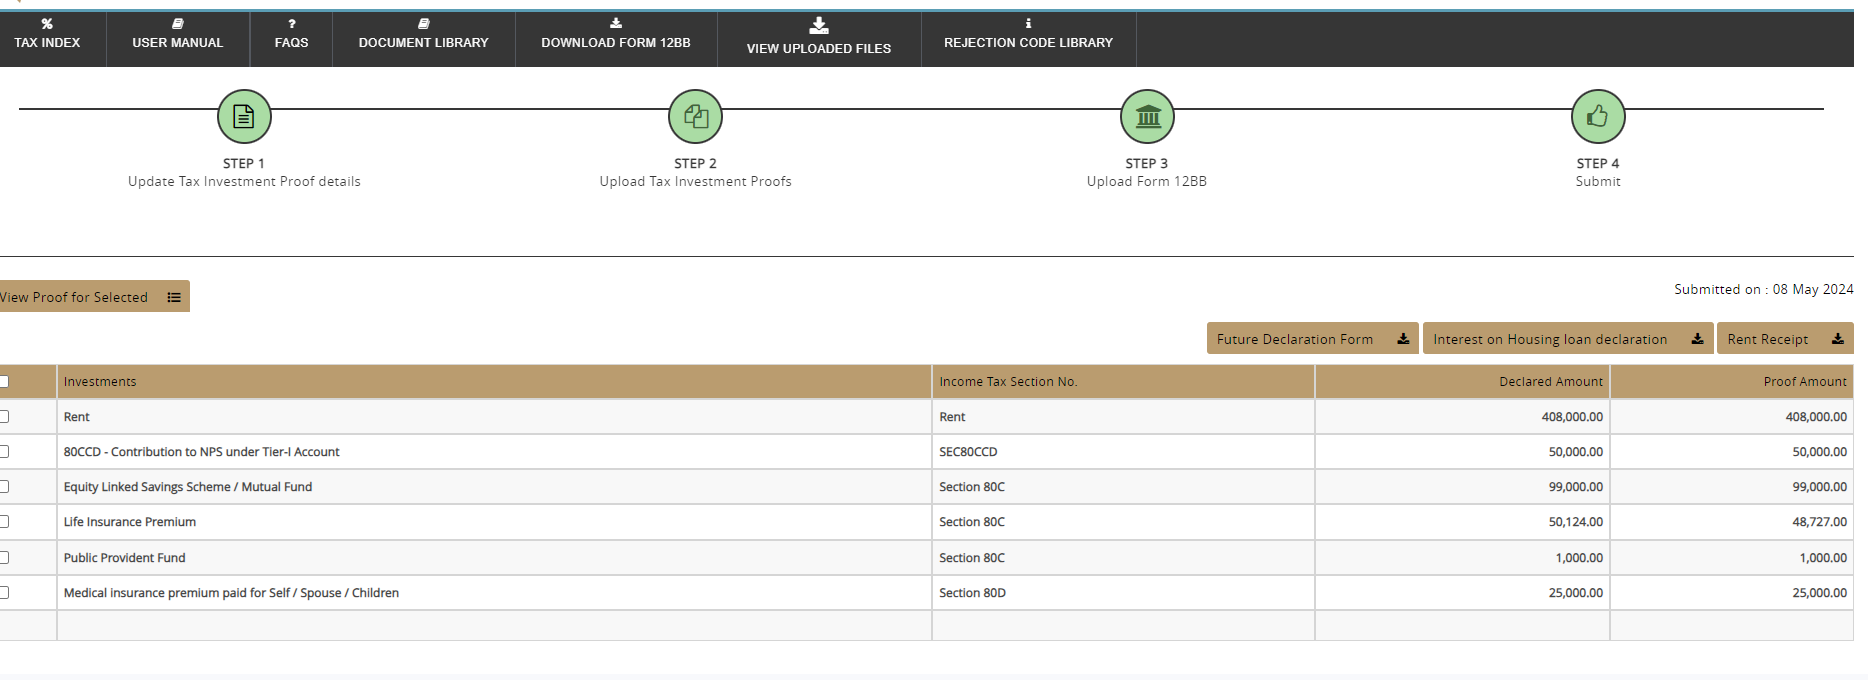 TAX INDEX
USER MANUAL
FAQS
DOCUMENT LIBRARY
DOWNLOAD FORM 12BB
VIEW UPLOADED FILES
REJECTION CODE LIBRARY
STEP 1
Update Tax Investment Proof details
STEP 2
Upload Tax Investment Proofs
STEP 3
Upload Form 12BB
STEP 4
Submit
View Proof for Selected
Submitted on : 08 May 2024
Future Declaration Form
Interest on Housing loan declaration
Rent Receipt
Investments Income Tax Section No. Declared Amount Proof Amount
Rent Rent 408,000.00 408,000.00
80CCD - Contribution to NPS under Tier-I Account SEC80CCD 50,000.00 50,000.00
Equity Linked Savings Scheme / Mutual Fund Section 80C 99,000.00 99,000.00
Life Insurance Premium Section 80C 50,124.00 48,727.00
Public Provident Fund Section 80C 1,000.00 1,000.00
Medical insurance premium paid for Self / Spouse / Children Section 80D 25,000.00 25,000.00